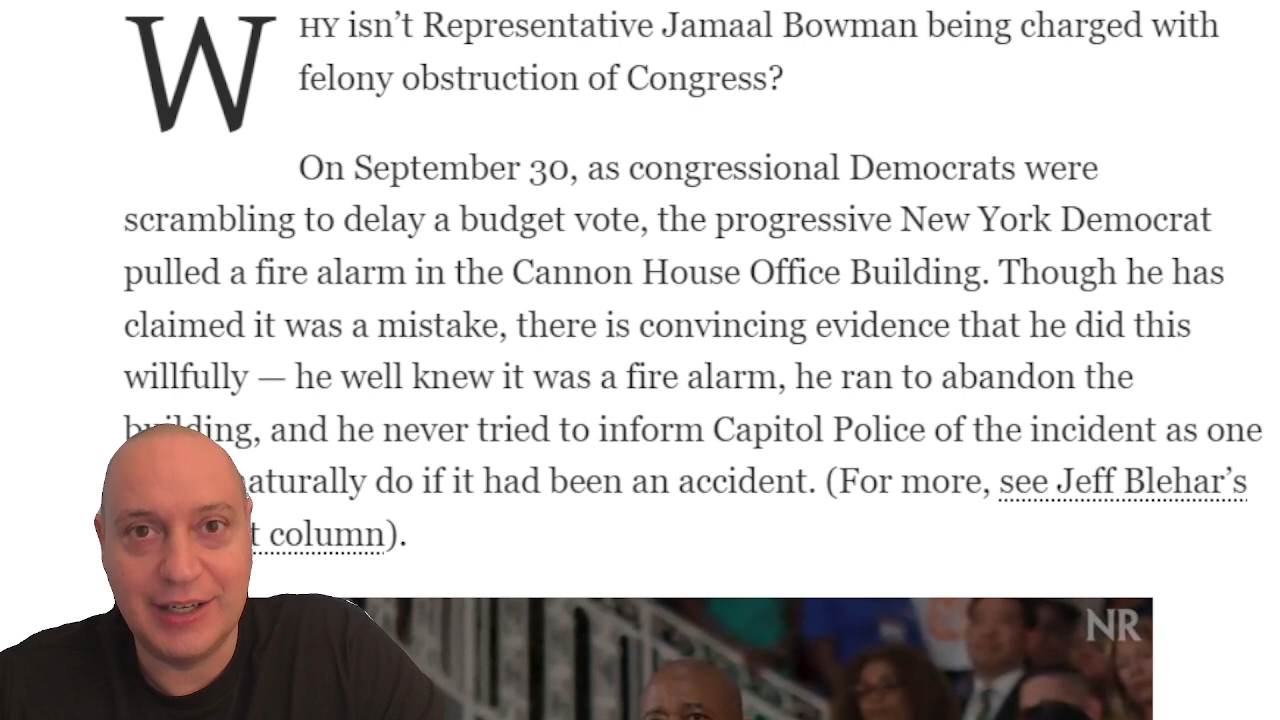 WHY isn’t Representative Jamaal Bowman being charged with
felony obstruction of Congress?
On September 30, as congressional Democrats were
scrambling to delay a budget vote, the progressive New York Democrat
pulled a fire alarm in the Cannon House Office Building. Though he has
claimed it was a mistake, there is convincing evidence that he did this
willfully — he well knew it was a fire alarm, he ran to abandon the
building, and he never tried to inform Capitol Police of the incident as one
naturally do if it had been an accident. (For more, see Jeff Blehar’s
column).
NR